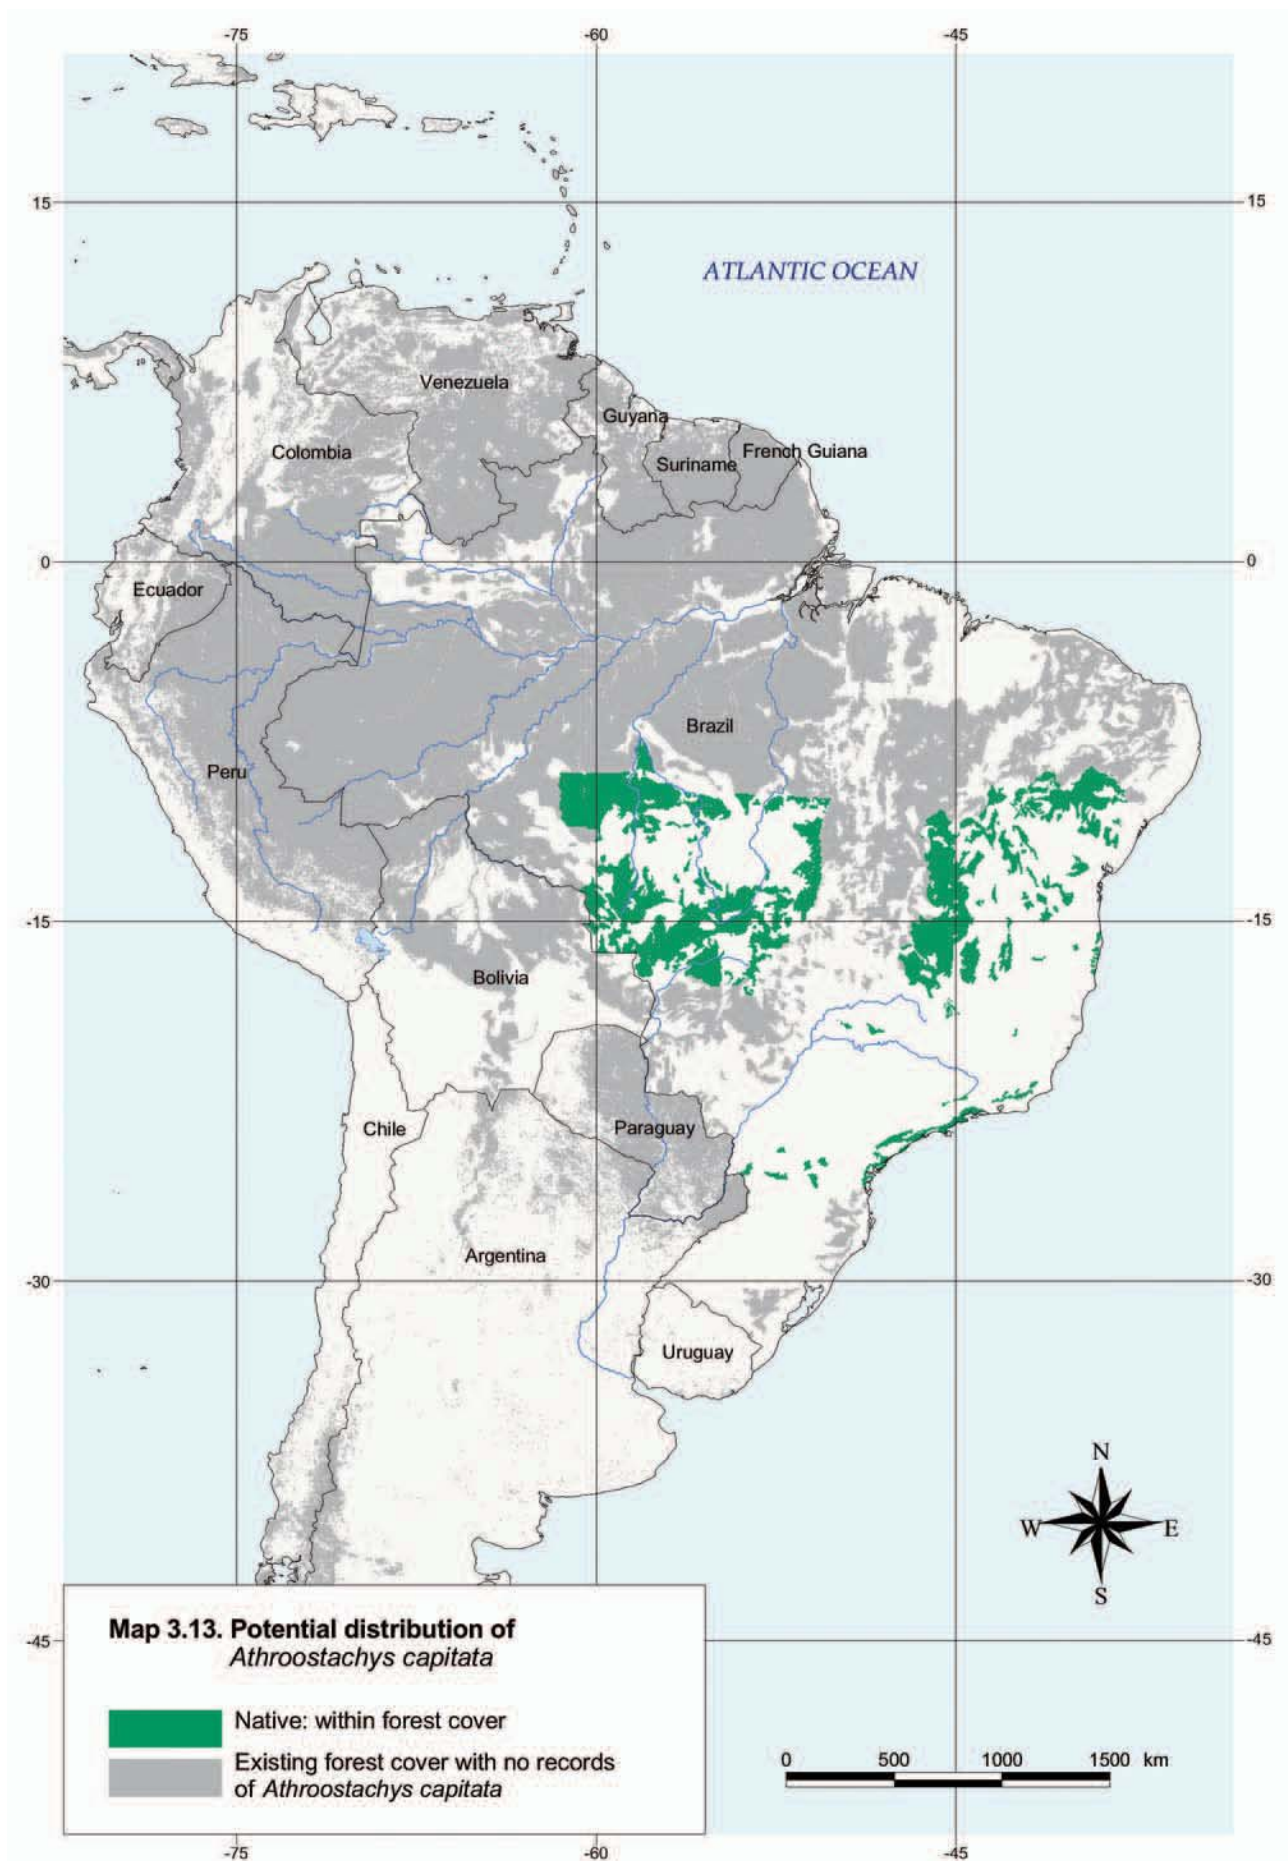 -75 -60 -45
15 15
ATLANTIC OCEAN
Venezuela
Guyana
Colombia
Suriname
French Guiana
0 0
Ecuador
Brazil
Peru
-15 -15
Bolivia
Chile
Paraguay
Argentina
-30 -30
Uruguay
N
W E
S
Map 3.13. Potential distribution of
Athroostachys capitata
-45 -45
Native: within forest cover
Existing forest cover with no records
of Athroostachys capitata
0 500 1000 1500 km
-75 -60 -45